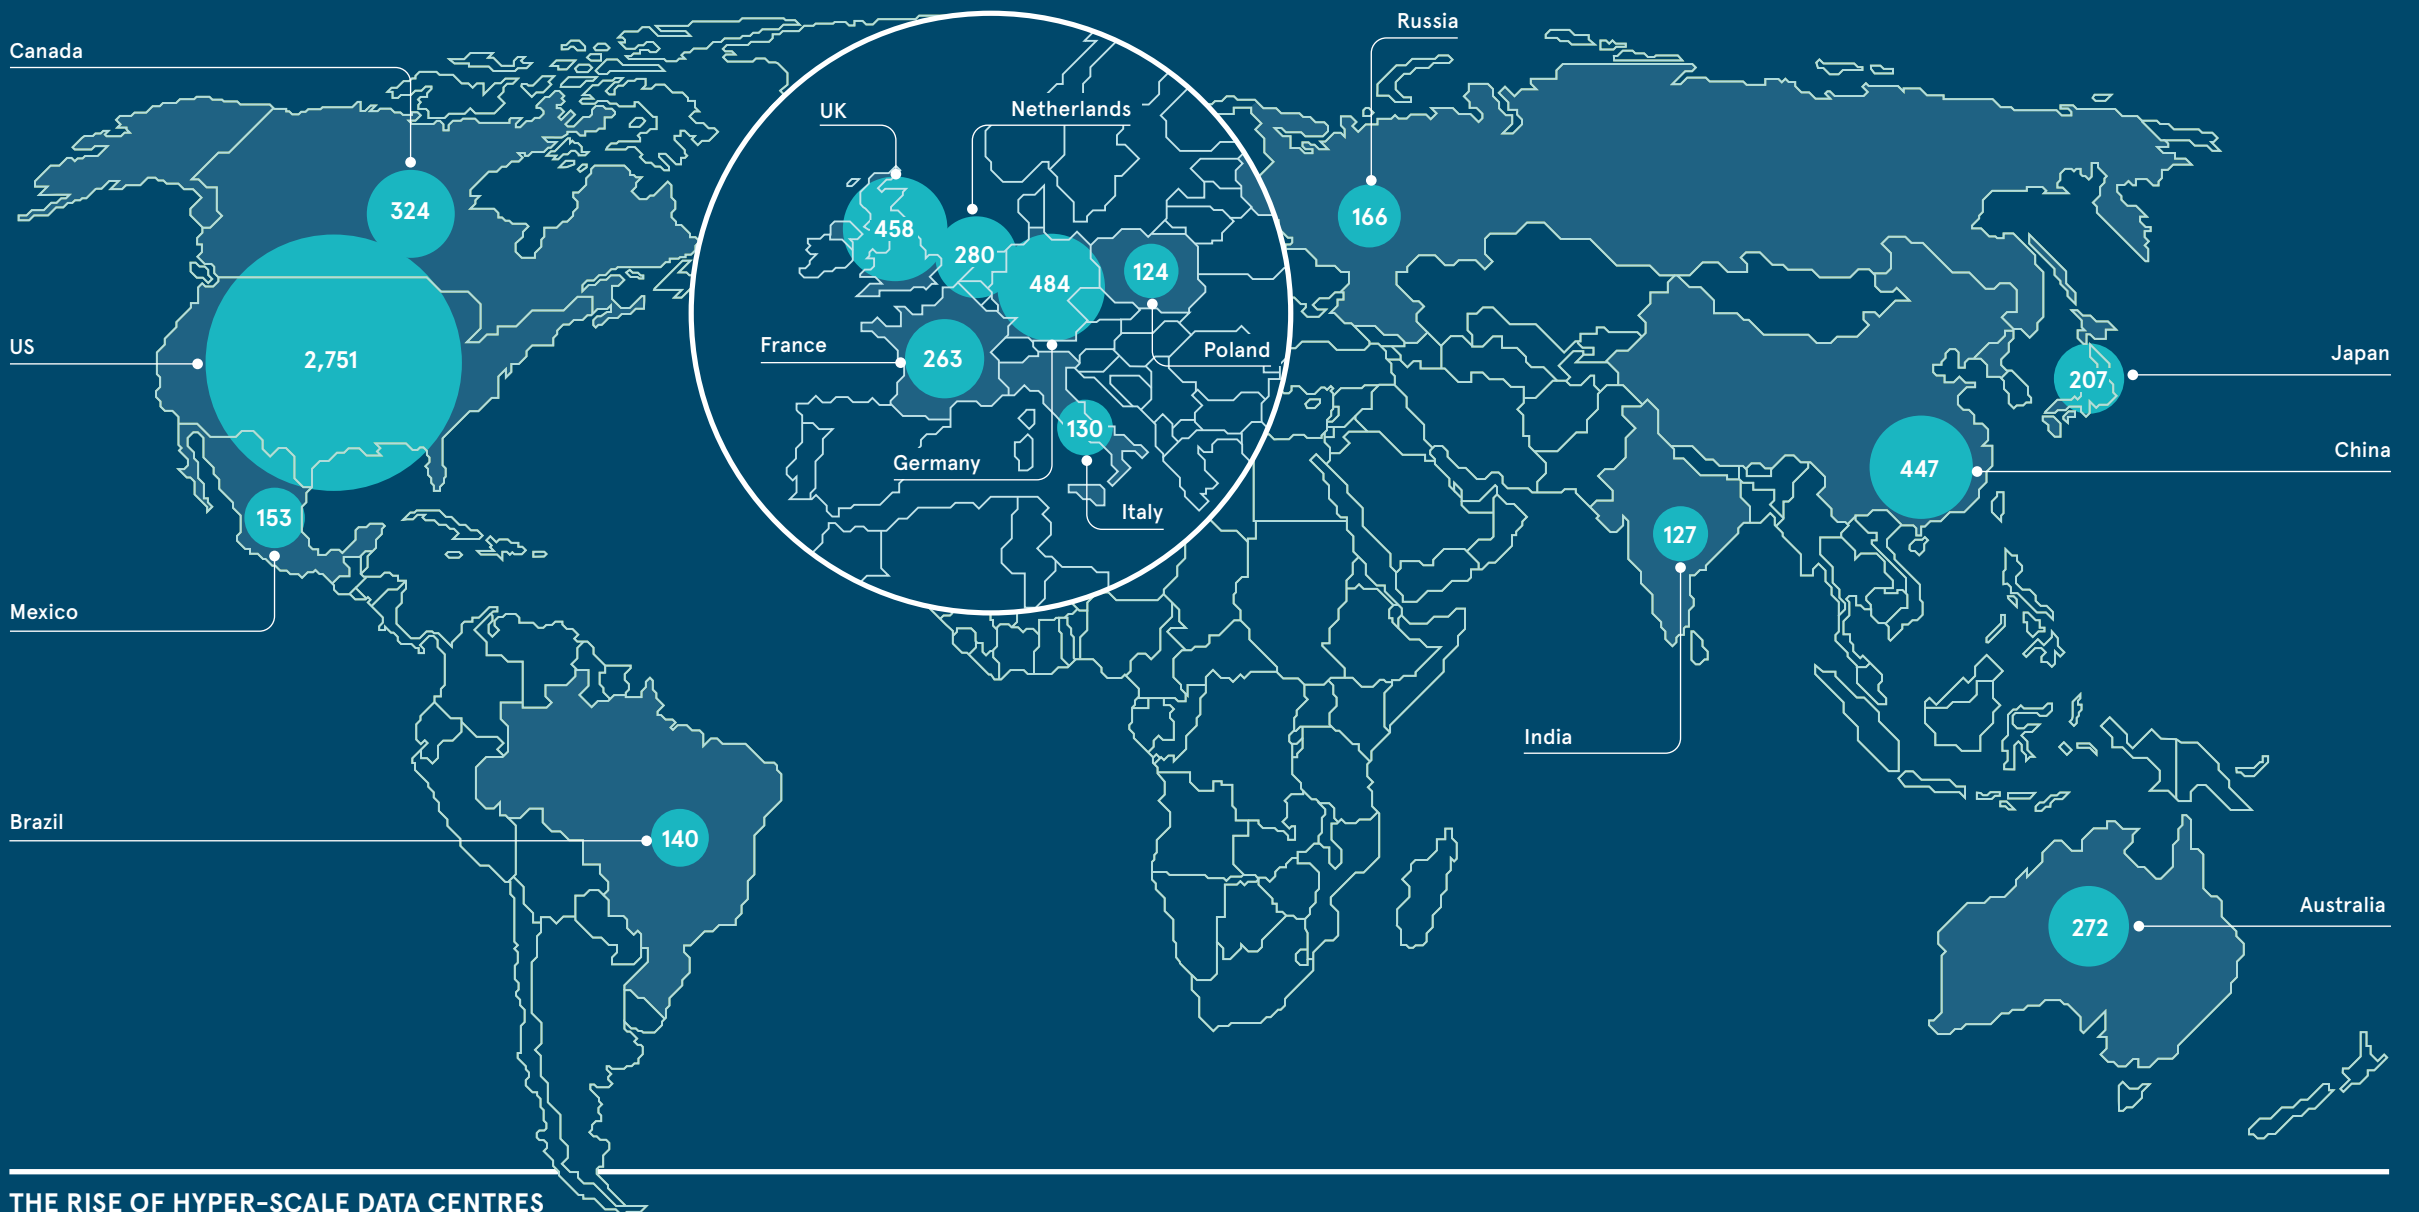 Russia
Canada
UK
Netherlands
324
166
458
280
484
124
US
2,751
France
263
Poland
Japan
207
130
Germany
China
447
Italy
153
127
Mexico
India
Brazil
140
Australia
272
THE RISE OF HYPER-SCALE DATA CENTRES